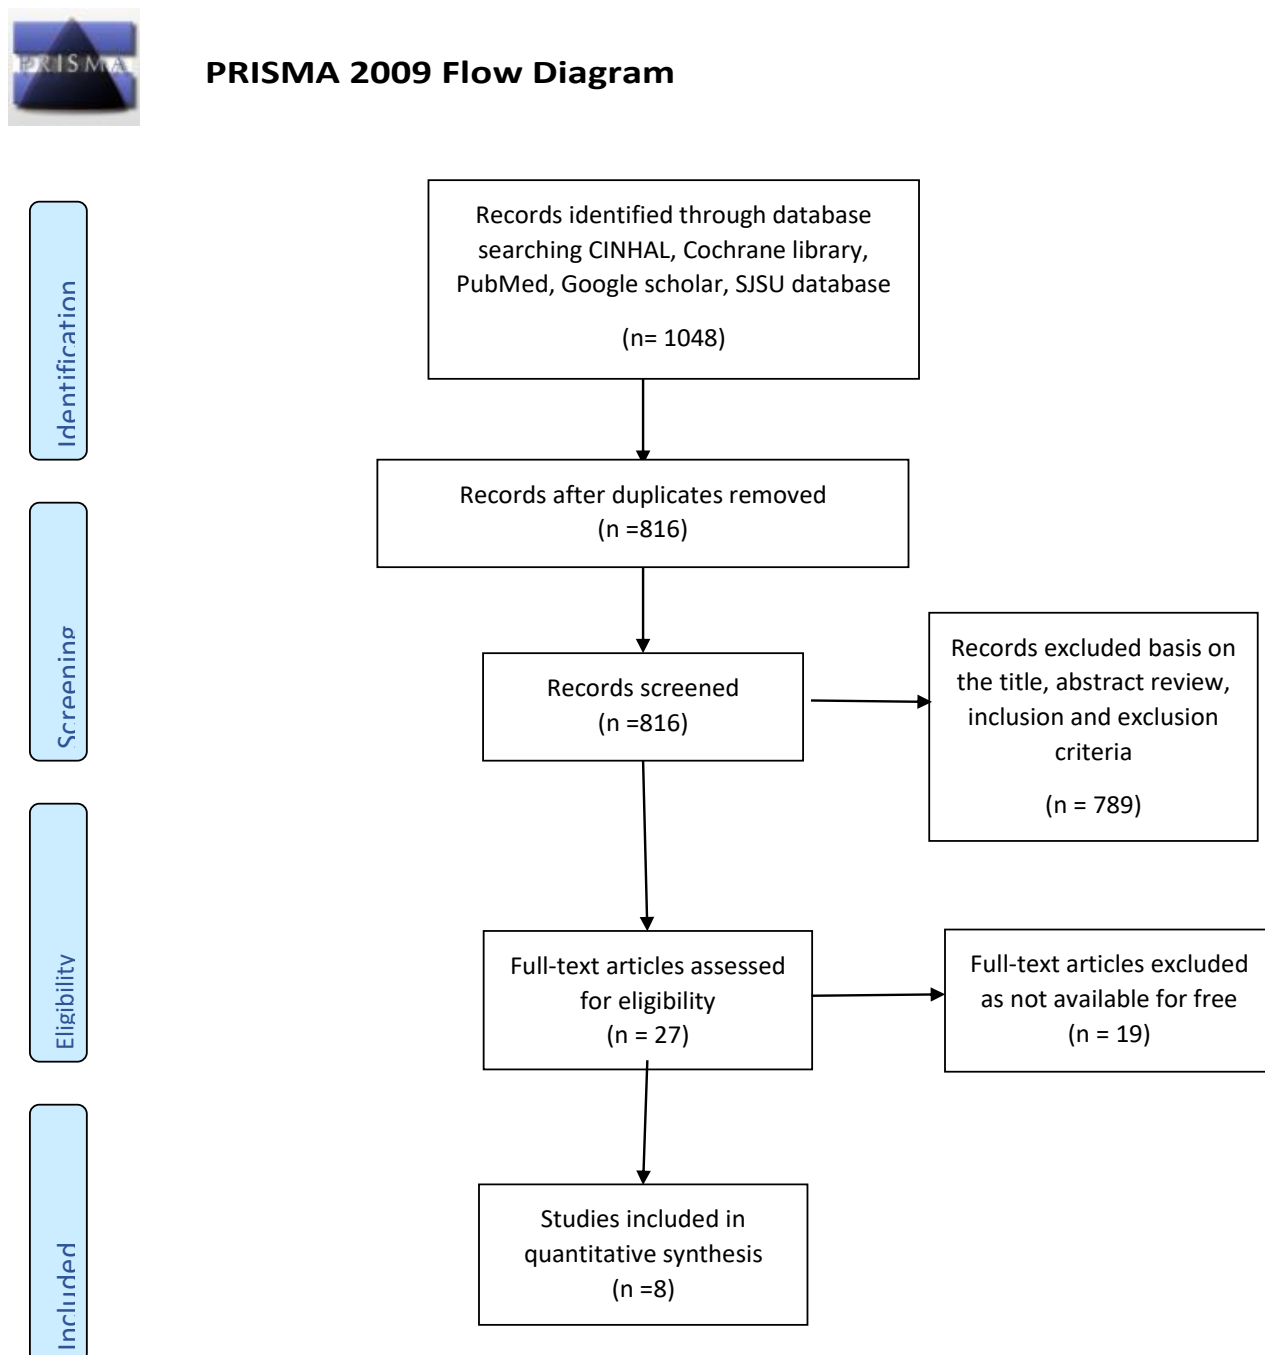 PRISMA
PRISMA 2009 Flow Diagram
Identification
Records identified through database
searching CINHAL, Cochrane library,
PubMed, Google scholar, SJSU database
(n= 1048)
Records after duplicates removed
(n =816)
Screening
Records screened
(n =816)
Records excluded basis on
the title, abstract review,
inclusion and exclusion
criteria
(n = 789)
Eligibility
Full-text articles assessed
for eligibility
(n = 27)
Full-text articles excluded
as not available for free
(n = 19)
Included
Studies included in
quantitative synthesis
(n =8)